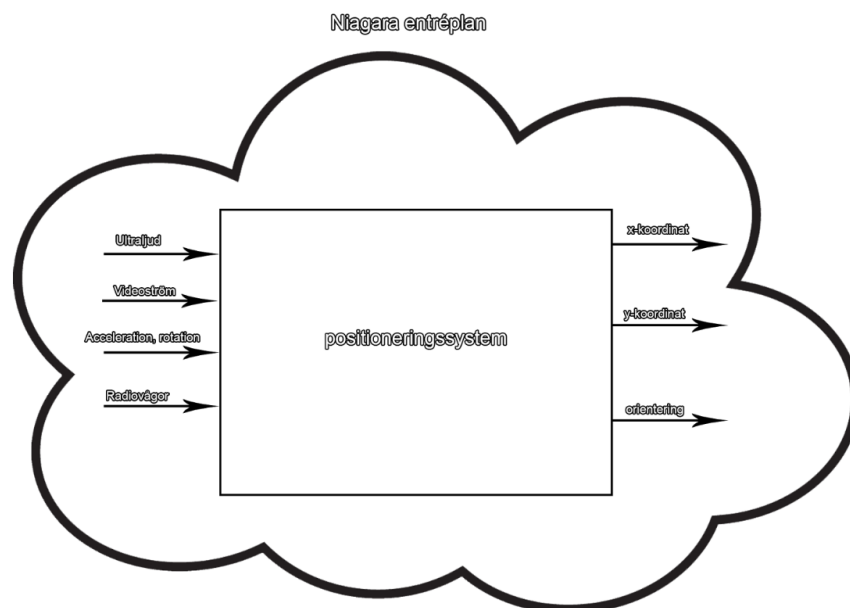 Niagara entréplan
Ultraljud
Videoström
Acceleration, rotation
Radiovågor
positioneringssystem
x-koordinat
y-koordinat
orientering